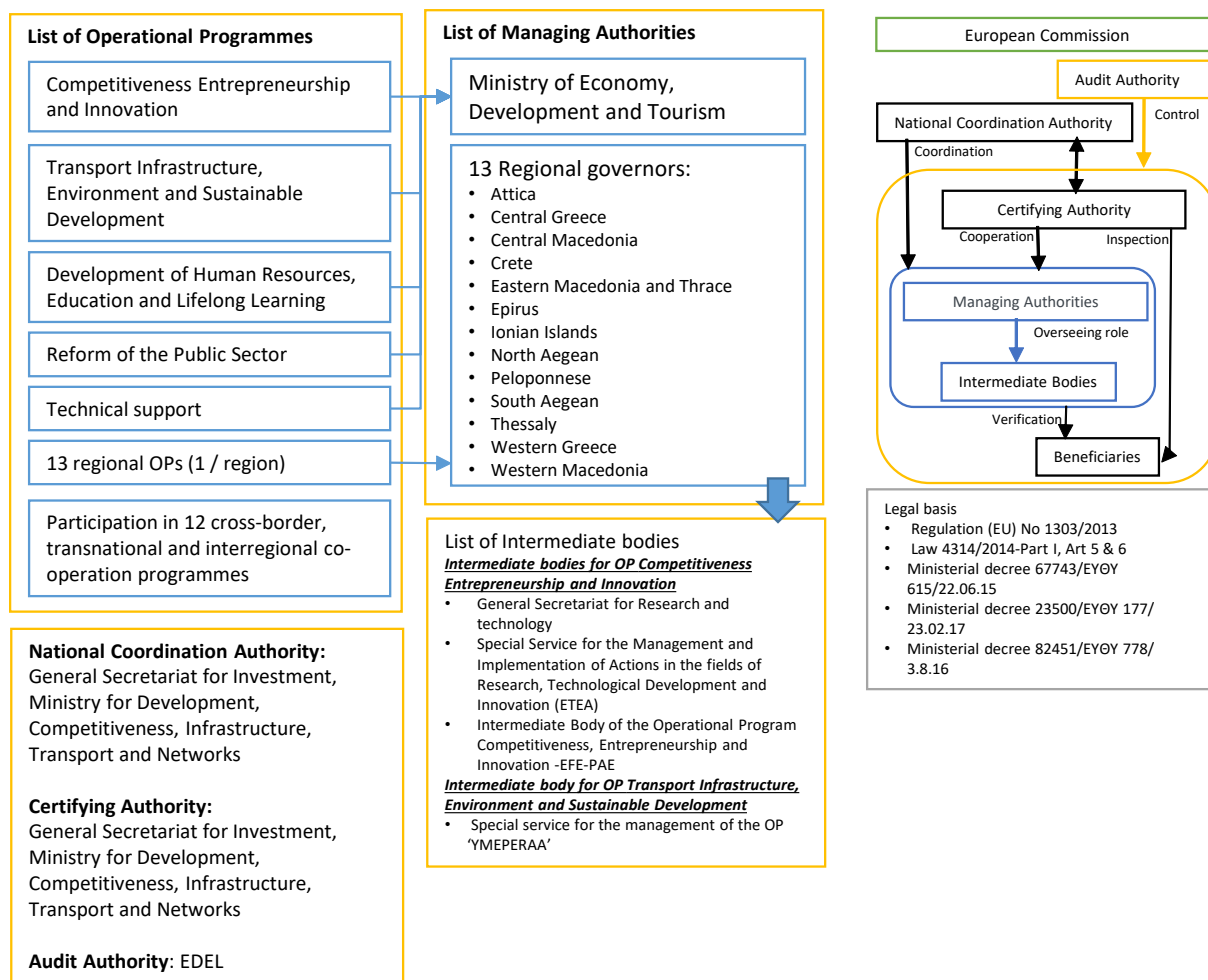 List of Operational Programmes
Competitiveness Entrepreneurship
and Innovation
Transport Infrastructure,
Environment and Sustainable
Development
Development of Human Resources,
Education and Lifelong Learning
Reform of the Public Sector
Technical support
13 regional OPs (1 / region)
Participation in 12 cross-border,
transnational and interregional co-
operation programmes
National Coordination Authority:
General Secretariat for Investment,
Ministry for Development,
Competitiveness, Infrastructure,
Transport and Networks
Certifying Authority:
General Secretariat for Investment,
Ministry for Development,
Competitiveness, Infrastructure,
Transport and Networks
Audit Authority: EDEL
List of Managing Authorities
Ministry of Economy,
Development and Tourism
13 Regional governors:
• Attica
• Central Greece
• Central Macedonia
• Crete
• Eastern Macedonia and Thrace
• Epirus
• Ionian Islands
• North Aegean
• Peloponnese
• South Aegean
• Thessaly
• Western Greece
• Western Macedonia
List of Intermediate bodies
Intermediate bodies for OP Competitiveness
Entrepreneurship and Innovation
• General Secretariat for Research and
technology
• Special Service for the Management and
Implementation of Actions in the fields of
Research, Technological Development and
Innovation (ETEA)
• Intermediate Body of the Operational Program
Competitiveness, Entrepreneurship and
Innovation -EFE-PAE
Intermediate body for OP Transport Infrastructure,
Environment and Sustainable Development
• Special service for the management of the OP
‘YMEPERAA’
European Commission
Audit Authority
Control
National Coordination Authority
Coordination
Certifying Authority
Cooperation
Inspection
Managing Authorities
Overseeing role
Intermediate Bodies
Verification
Beneficiaries
Legal basis
• Regulation (EU) No 1303/2013
• Law 4314/2014-Part I, Art 5 & 6
• Ministerial decree 67743/ΕΥΘΥ
615/22.06.15
• Ministerial decree 23500/ΕΥΘΥ 177/
23.02.17
• Ministerial decree 82451/ΕΥΘΥ 778/
3.8.16